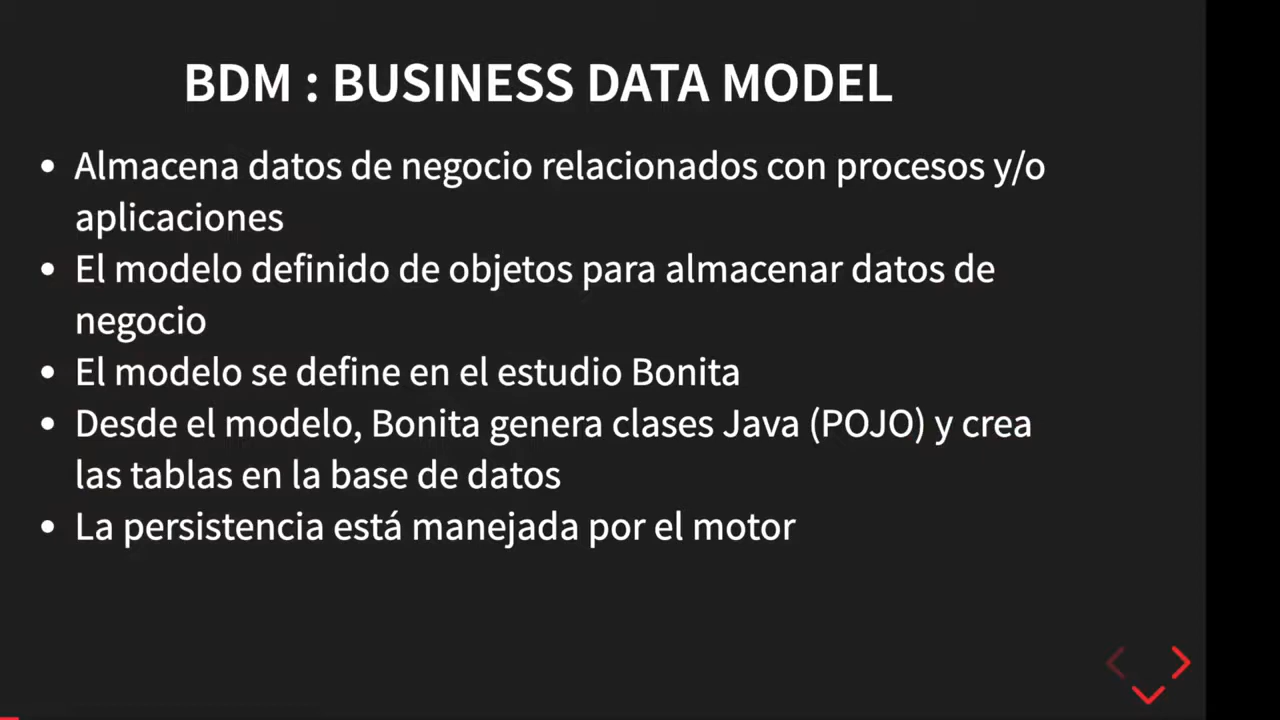 BDM : BUSINESS DATA MODEL
• Almacena datos de negocio relacionados con procesos y/o
aplicaciones
• El modelo definido de objetos para almacenar datos de
negocio
• El modelo se define en el estudio Bonita
• Desde el modelo, Bonita genera clases Java (POJO) y crea
las tablas en la base de datos
• La persistencia está manejada por el motor